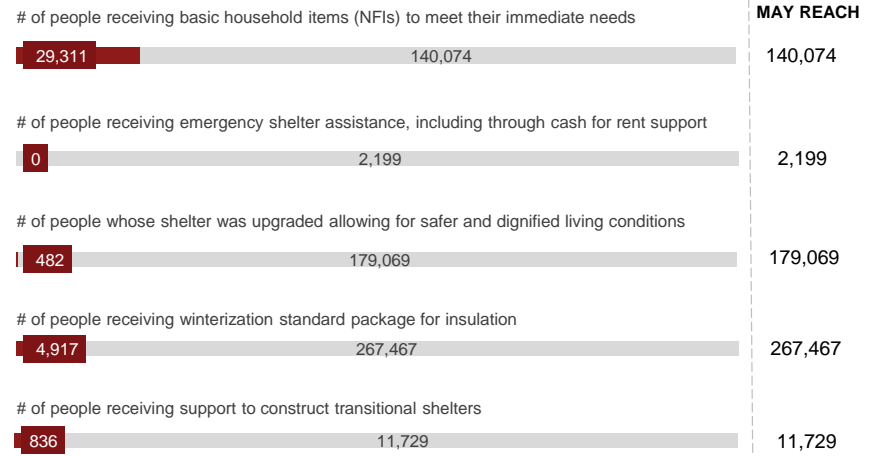 MAY REACH
# of people receiving basic household items (NFIs) to meet their immediate needs
29,311 140,074 140,074
# of people receiving emergency shelter assistance, including through cash for rent support
0 2,199 2,199
# of people whose shelter was upgraded allowing for safer and dignified living conditions
482 179,069 179,069
# of people receiving winterization standard package for insulation
4,917 267,467 267,467
# of people receiving support to construct transitional shelters
836 11,729 11,729